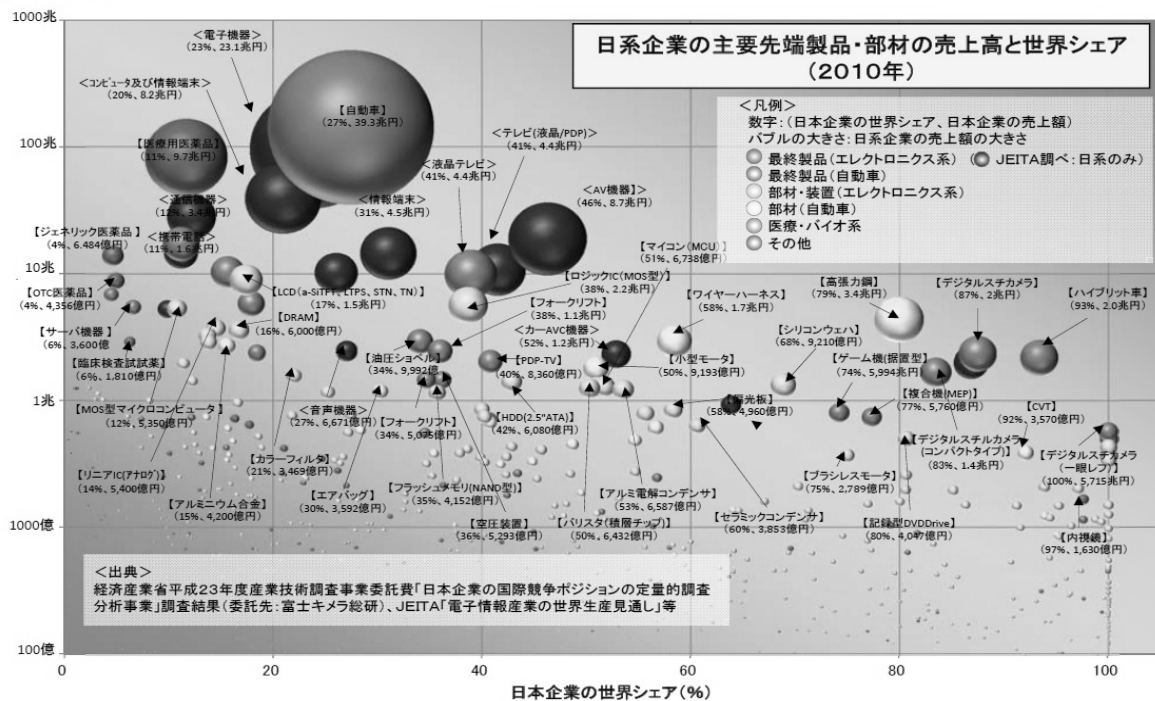 1000兆
100兆
10兆
1兆
1000億
100億
0
20
40
60
80
100
日本企業の世界シェア(%)
日系企業の主要先端製品・部材の売上高と世界シェア
(2010年)
<凡例>
数字:(日本企業の世界シェア、日本企業の売上額)
バブルの大きさ:日系企業の売上額の大きさ
最終製品(エレクトロニクス系) (
JEITA調べ:日系のみ)
最終製品(自動車)
部材・装置(エレクトロニクス系)
部材(自動車)
医療・バイオ系
その他
<電子機器>
(23%、23.1兆円)
<コンピュータ及び情報端末>
(20%、8.2兆円)
【自動車】
(27%、39.3兆円)
【医療用医薬品】
(11%、9.7兆円)
<テレビ(液晶/PDP)>
(41%、4.4兆円)
<液晶テレビ>
(41%、4.4兆円)
<通信機器>
(12%、3.4兆円)
<情報端末>
(31%、4.5兆円)
<AV機器>
(46%、8.7兆円)
【ジェネリック医薬品】
(4%、6.484億円)
<携帯電話>
(11%、1.6兆円)
【マイコン(MCU)】
(51%、6,738億円)
【OTC医薬品】
(4%、4,356億円)
【LCD(a-SiTFT、LTPS、STN、TN)】
(17%、1.5兆円)
【ロジックIC(MOS型)】
(38%、2.2兆円)
【フォークリフト】
(38%、1.1兆円)
【ワイヤーハーネス】
(58%、1.7兆円)
【高張力鋼】
(79%、3.4兆円)
【デジタルスチカメラ】
(87%、2兆円)
【ハイブリット車】
(93%、2.0兆円)
【サーバ機器】
(6%、3,600億
【DRAM】
(16%、6,000億円)
<カーAVC機器>
(52%、1.2兆円)
【シリコンウェハ】
(68%、9,210億円)
【臨床検査試試薬】
(6%、1,810億円)
【油圧ショベル】
(34%、9,992億
【PDP-TV】
(40%、8,360億円)
【小型モータ】
(50%、9,193億円)
【ゲーム機(据置型)
(74%、5,994億円)
【MOS型マイクロコンピュータ】
(12%、5,350億円)
<音声機器>
(27%、6,671億円)
【フォークリフト】
(34%、5,075億円)
【HDD(2.5"ATA)】
(42%、6,080億円)
光板】
(58%、4,960億円)
【複合機(MEP)】
(77%、5,760億円)
【CVT】
(92%、3,570億円)
【リニアIC(アナログ)】
(14%、5,400億円)
【カラーフィルタ】
(21%、3,469億円)
【デジタルスチルカメラ
(コンパクトタイプ)】
(83%、1.4兆円)
【デジタルスチカメラ
(一眼レフ)】
(100%、5,715兆円)
【アルミニウム合金】
(15%、4,200億円)
【エアバッグ】
(30%、3,592億円)
【フラッシュメモリ(NAND型)】
(35%、4,152億円)
【アルミ電解コンデンサ】
(53%、6,587億円)
【ブラシレスモータ】
(75%、2,789億円)
【空圧装置】
(36%、5,293億円)
【バリスタ(積層チップ)】
(50%、6,432億円)
【セラミックコンデンサ】
(60%、3,853億円)
【記録型DVDDrive】
(80%、4,047億円)
【内視鏡】
(97%、1,630億円)
<出典>
経済産業省平成23年度産業技術調査事業委託費「日本企業の国際競争ポジションの定量的調査
分析事業」調査結果(委託先:富士キメラ総研)、JEITA「電子情報産業の世界生産見通し」等